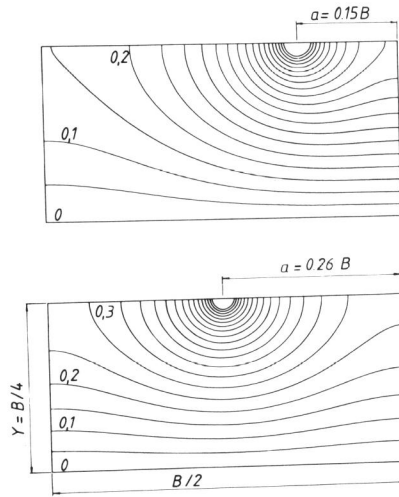 a = 0.15B
0,2
0,1
0
a = 0.26 B
0,3
0,2
0,1
0
Y = B/4
B/2